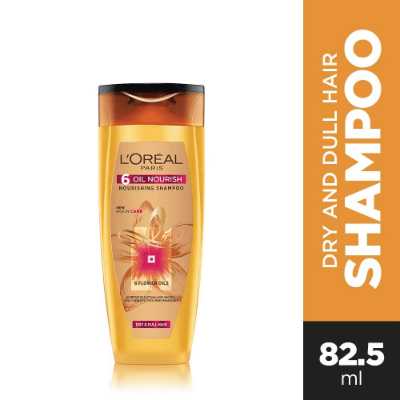 L'ORÉAL
PARIS
6 OIL NOURISH
NOURISHING SHAMPOO
NEW
CARE
6 FLOWER OILS
DRY & DULL HAIR
DRY AND DULL HAIR
SHAMPOO
82.5
ml